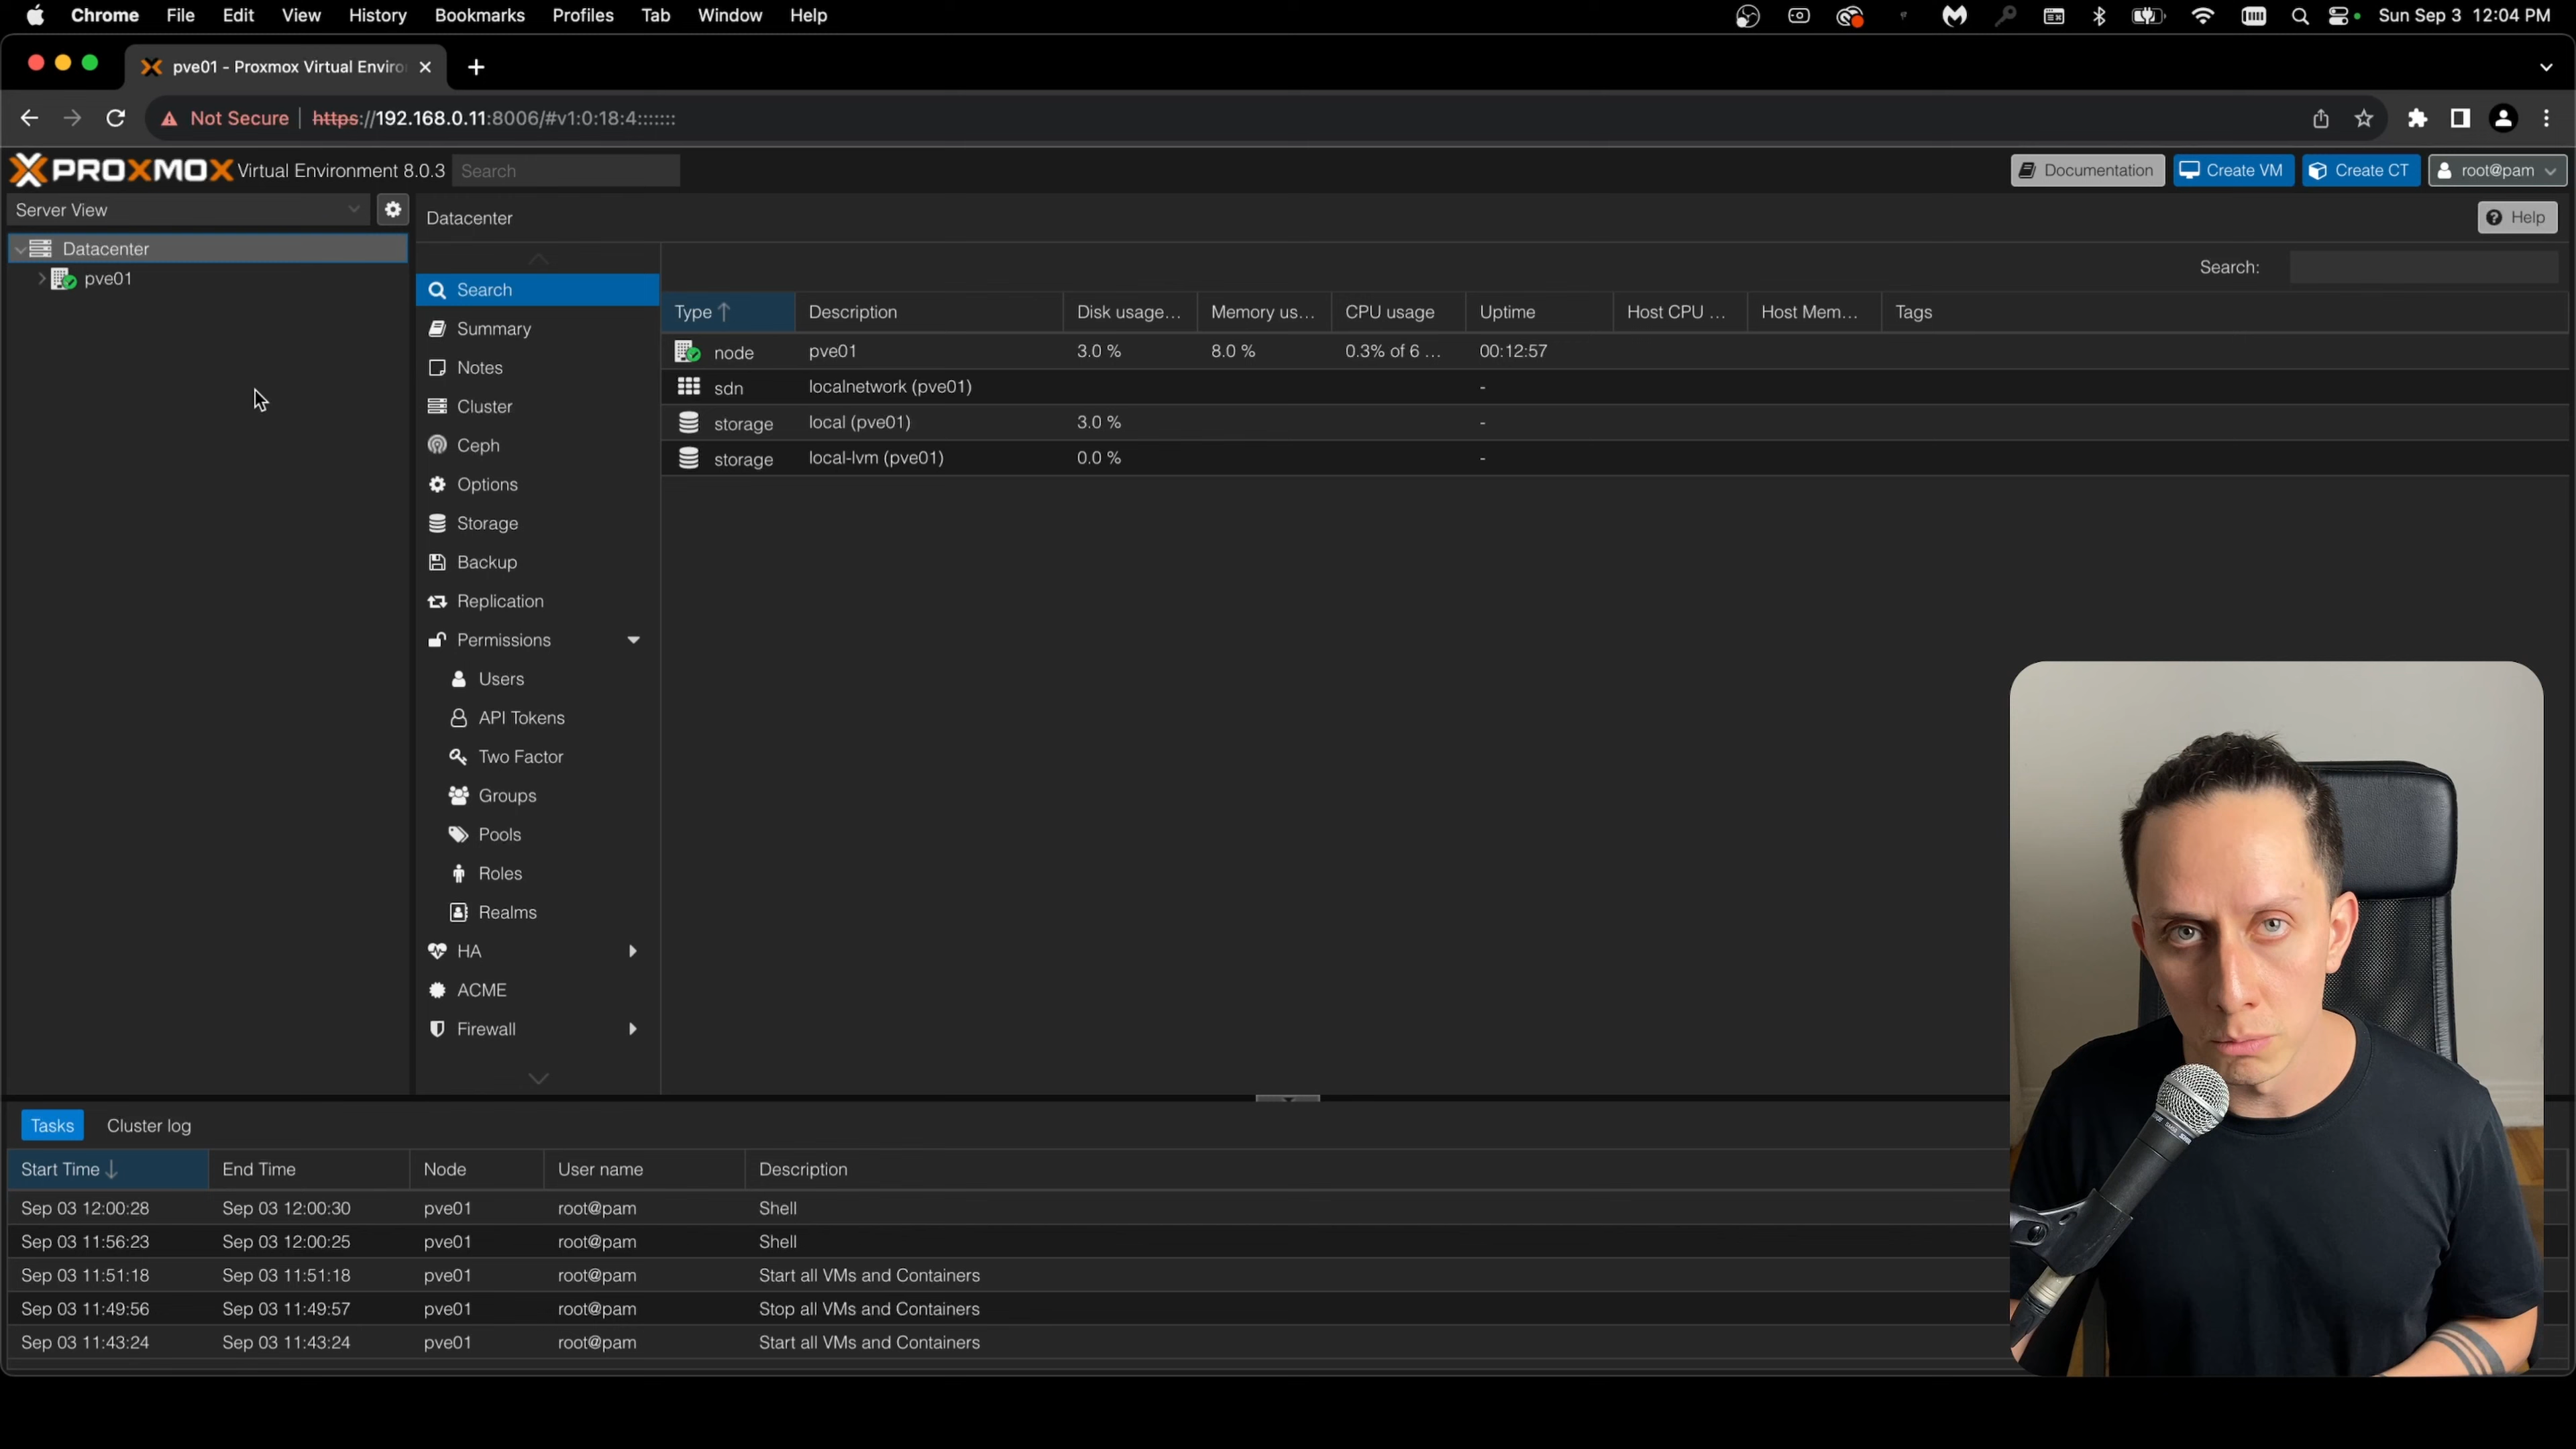 Chrome File Edit View History Bookmarks Profiles Tab Window Help Sun Sep 3 12:04 PM
pve01 - Proxmox Virtual Enviro
Not Secure https://192.168.0.11:8006/#v1:0:18:4:::::::
PROXMOX Virtual Environment 8.0.3 Search Documentation Create VM Create CT root@pam
Server View
Datacenter Help
Datacenter
pve01
Search:
Search
Summary
Notes
Cluster
Ceph
Options
Storage
Backup
Replication
Permissions
Users
API Tokens
Two Factor
Groups
Pools
Roles
Realms
HA
ACME
Firewall
Type Description Disk usage... Memory us... CPU usage Uptime Host CPU ... Host Mem... Tags
node pve01 3.0 % 8.0 % 0.3% of 6 ... 00:12:57
sdn localnetwork (pve01) -
storage local (pve01) 3.0 % -
storage local-lvm (pve01) 0.0 % -
Tasks Cluster log
Start Time End Time Node User name Description
Sep 03 12:00:28 Sep 03 12:00:30 pve01 root@pam Shell
Sep 03 11:56:23 Sep 03 12:00:25 pve01 root@pam Shell
Sep 03 11:51:18 Sep 03 11:51:18 pve01 root@pam Start all VMs and Containers
Sep 03 11:49:56 Sep 03 11:49:57 pve01 root@pam Stop all VMs and Containers
Sep 03 11:43:24 Sep 03 11:43:24 pve01 root@pam Start all VMs and Containers